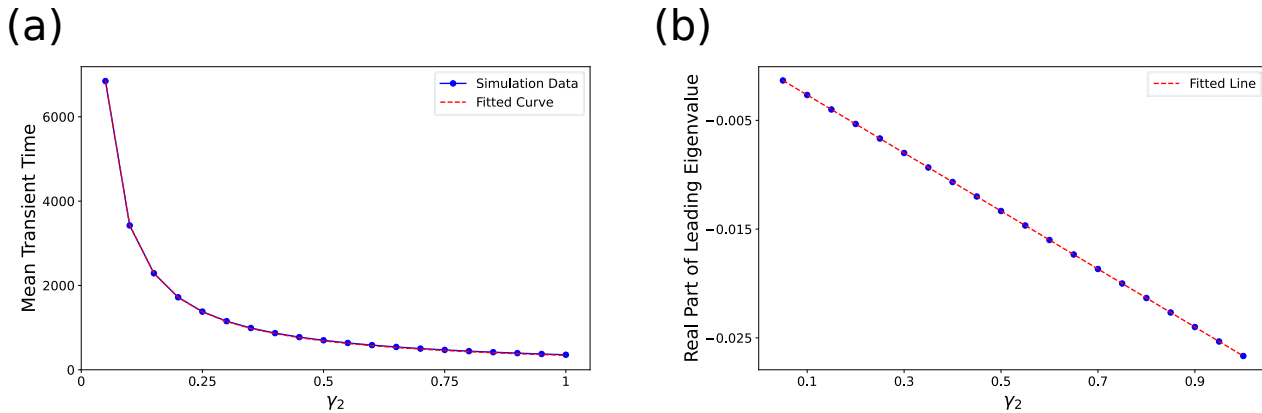 (a)
Mean Transient Time
6000
4000
2000
0
0
0.25
0.5
0.75
1
γ2
Simulation Data
Fitted Curve
(b)
Real Part of Leading Eigenvalue
−0.005
−0.015
−0.025
0.1
0.3
0.5
0.7
0.9
γ2
Fitted Line